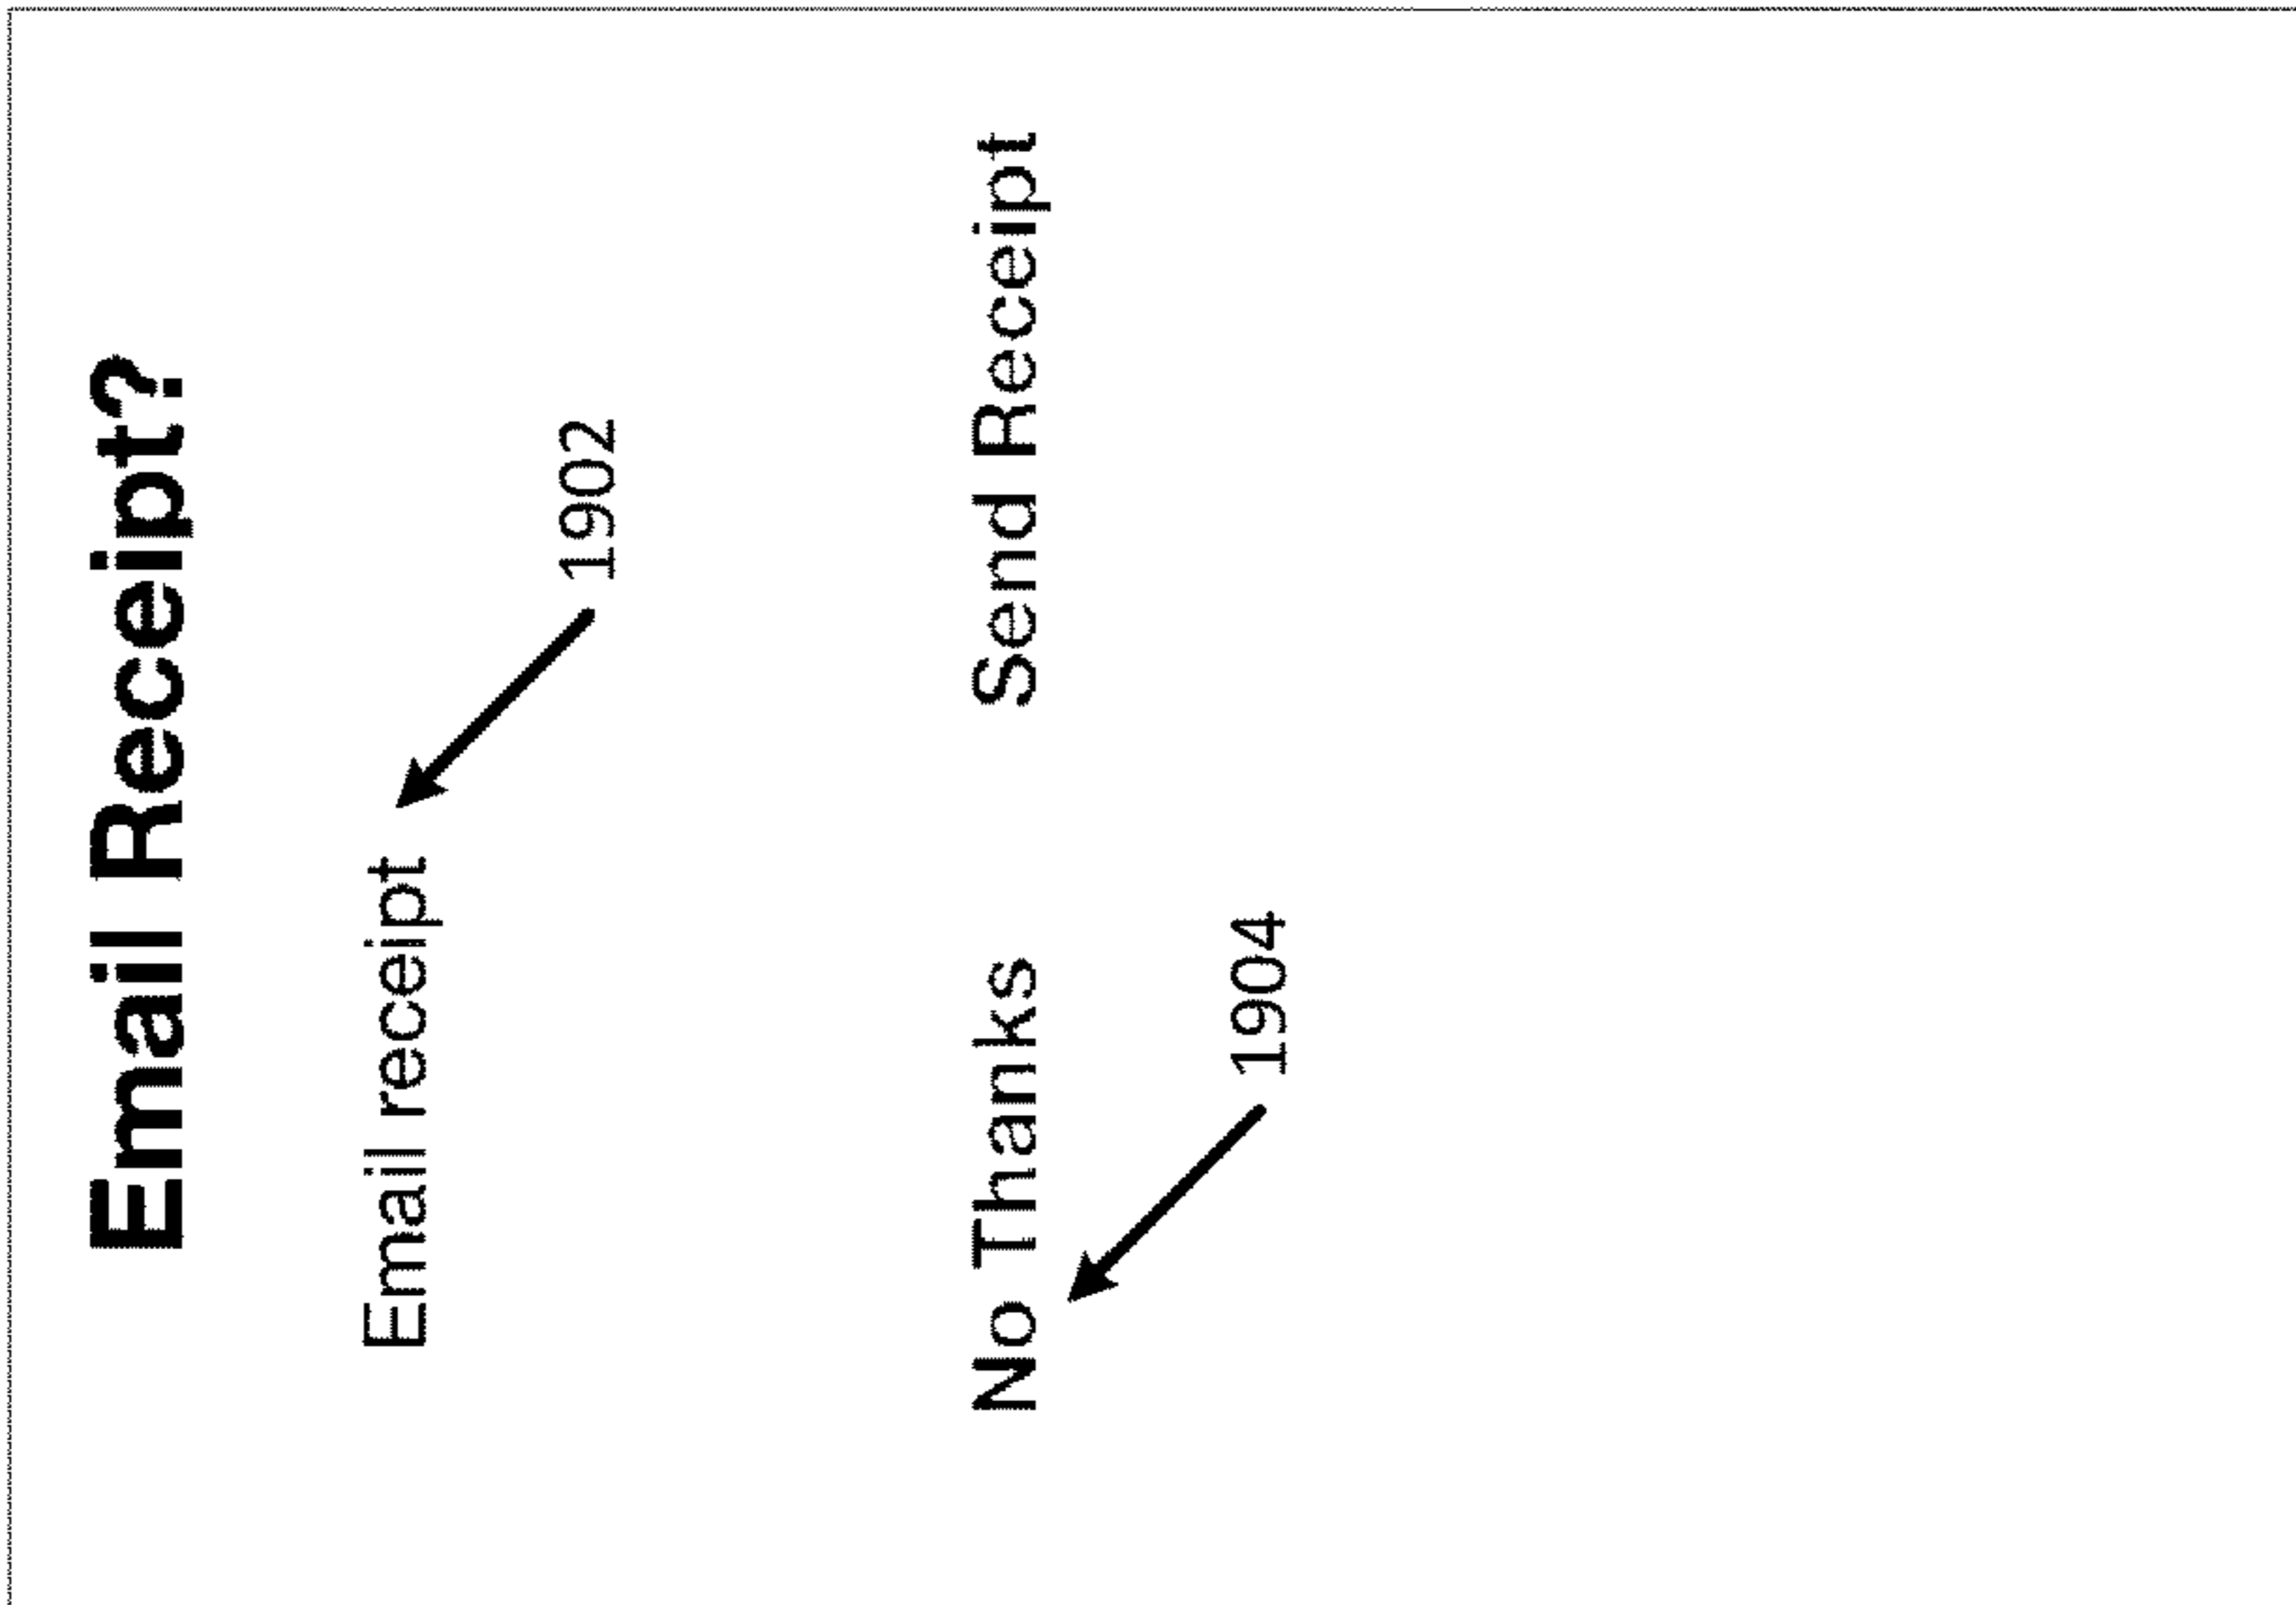 Email Receipt?
Email receipt
1902
No Thanks Send Receipt
1904